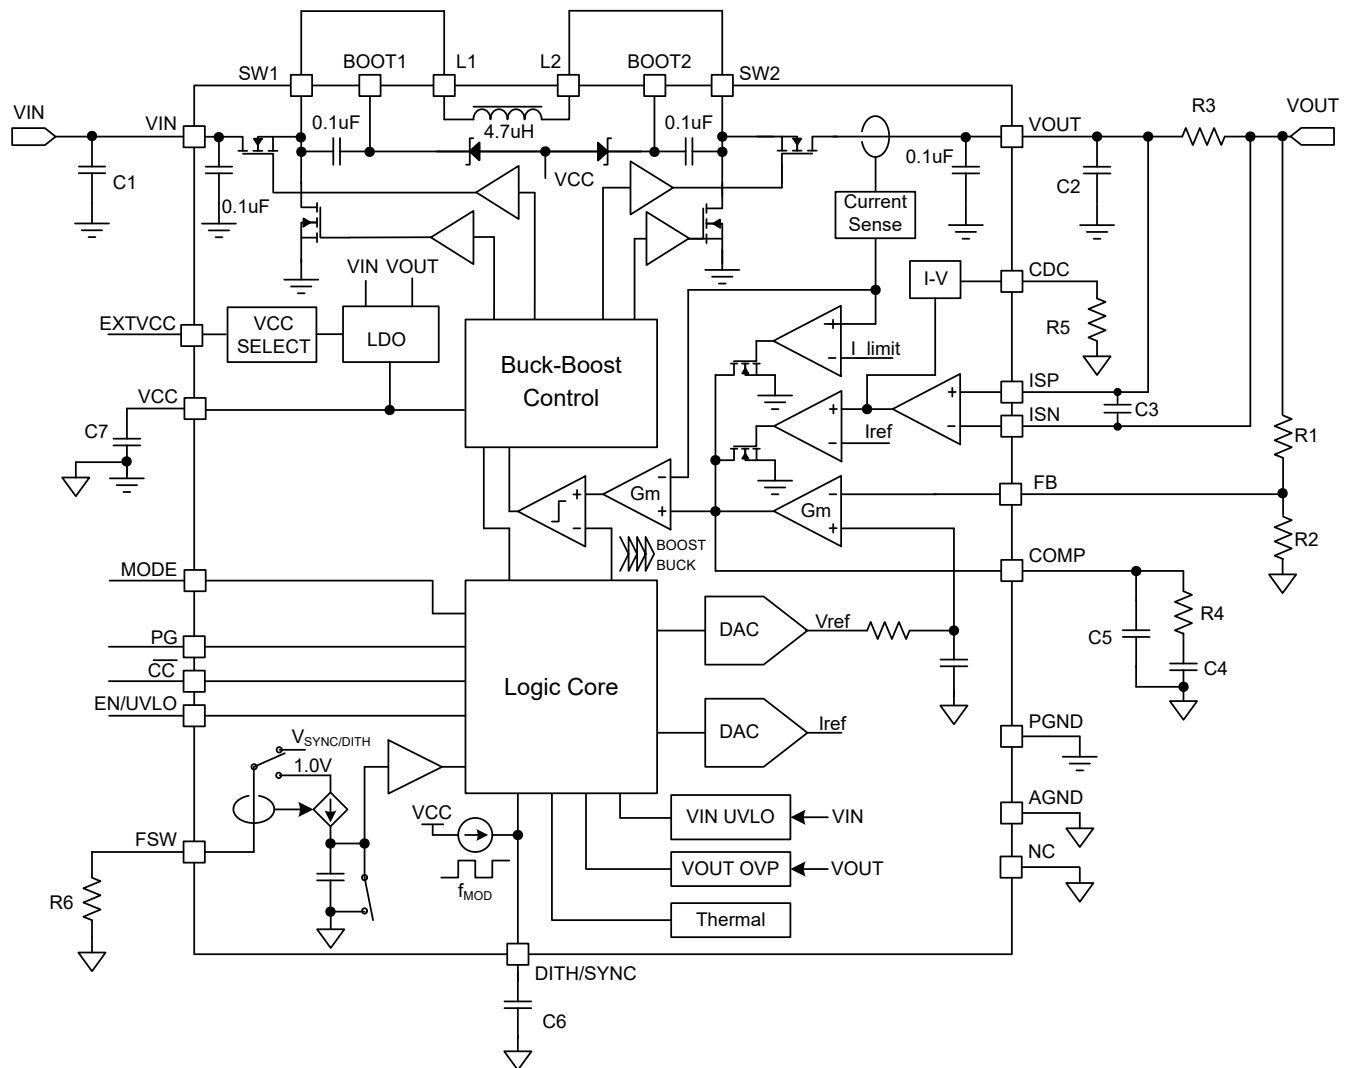 SW1
BOOT1
L1
L2
BOOT2
SW2
VIN
VIN
0.1uF
4.7uH
0.1uF
VOUT
R3
VOUT
C1
0.1uF
VCC
0.1uF
C2
Current
Sense
VIN
VOUT
I-V
CDC
EXTVCC
VCC
SELECT
LDO
Buck-Boost
Control
+
−
I_limit
R5
VCC
C7
+
−
Iref
+
−
ISP
C3
ISN
R1
+
−
Gm
−
+
Gm
−
+
FB
R2
BOOST
BUCK
COMP
MODE
PG
CC
EN/UVLO
Logic Core
DAC
Vref
C5
R4
C4
DAC
Iref
PGND
VSYNC/DITH
1.0V
VCC
fMOD
VIN UVLO
VIN
AGND
FSW
VOUT OVP
VOUT
NC
R6
Thermal
DITH/SYNC
C6